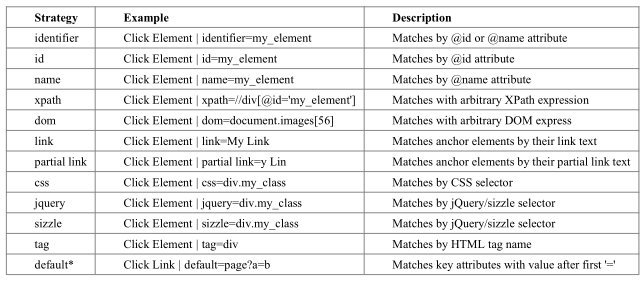 Strategy Example Description
identifier Click Element | identifier=my_element Matches by @id or @name attribute
id Click Element | id=my_element Matches by @id attribute
name Click Element | name=my_element Matches by @name attribute
xpath Click Element | xpath=//div[@id='my_element'] Matches with arbitrary XPath expression
dom Click Element | dom=document.images[56] Matches with arbitrary DOM express
link Click Element | link=My Link Matches anchor elements by their link text
partial link Click Element | partial link=y Lin Matches anchor elements by their partial link text
css Click Element | css=div.my_class Matches by CSS selector
jquery Click Element | jquery=div.my_class Matches by jQuery/sizzle selector
sizzle Click Element | sizzle=div.my_class Matches by jQuery/sizzle selector
tag Click Element | tag=div Matches by HTML tag name
default* Click Link | default=page?a=b Matches key attributes with value after first '='